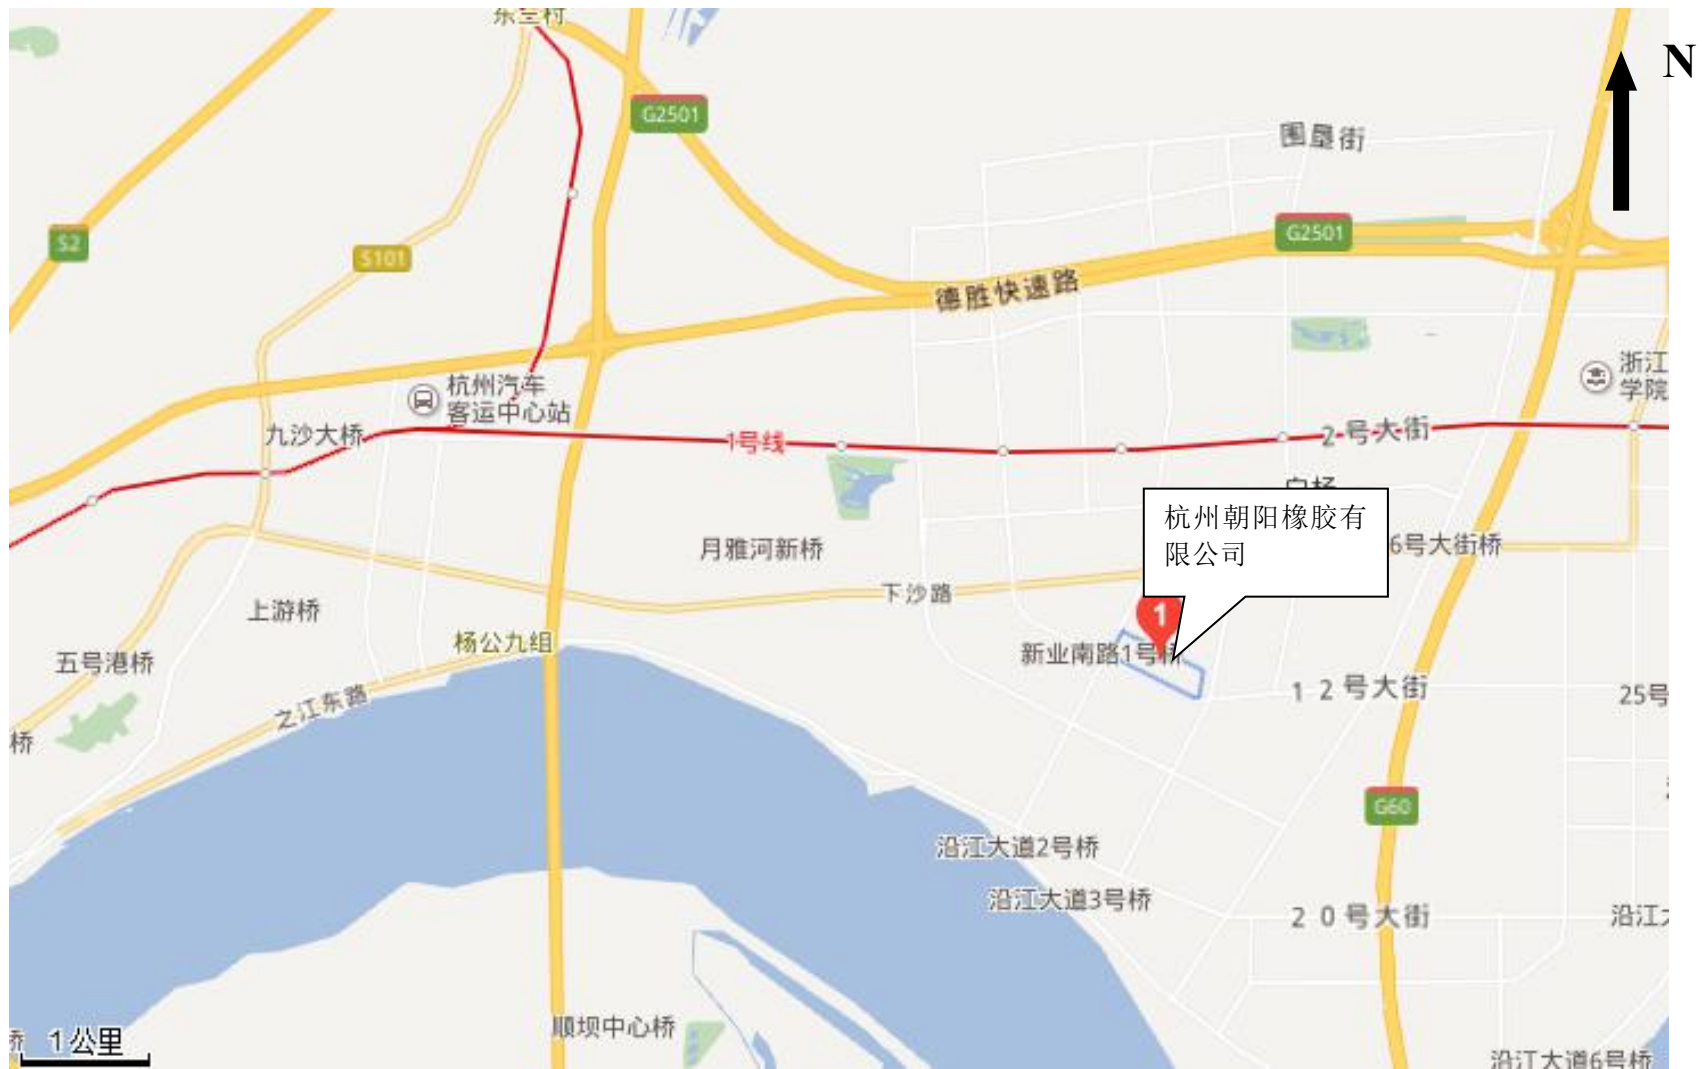 东三村
N
G2501
围垦街
S2
S101
G2501
德胜快速路
杭州汽车
客运中心站
浙江
学院
九沙大桥
1号线
2号大街
杭州朝阳橡胶有
限公司
月雅河新桥
6号大街桥
下沙路
上游桥
1
杨公九组
五号港桥
新业南路1号桥
12号大街
25号
之江东路
桥
G60
沿江大道2号桥
沿江大道3号桥
20号大街
沿江
顺坝中心桥
1公里
沿江大道6号桥